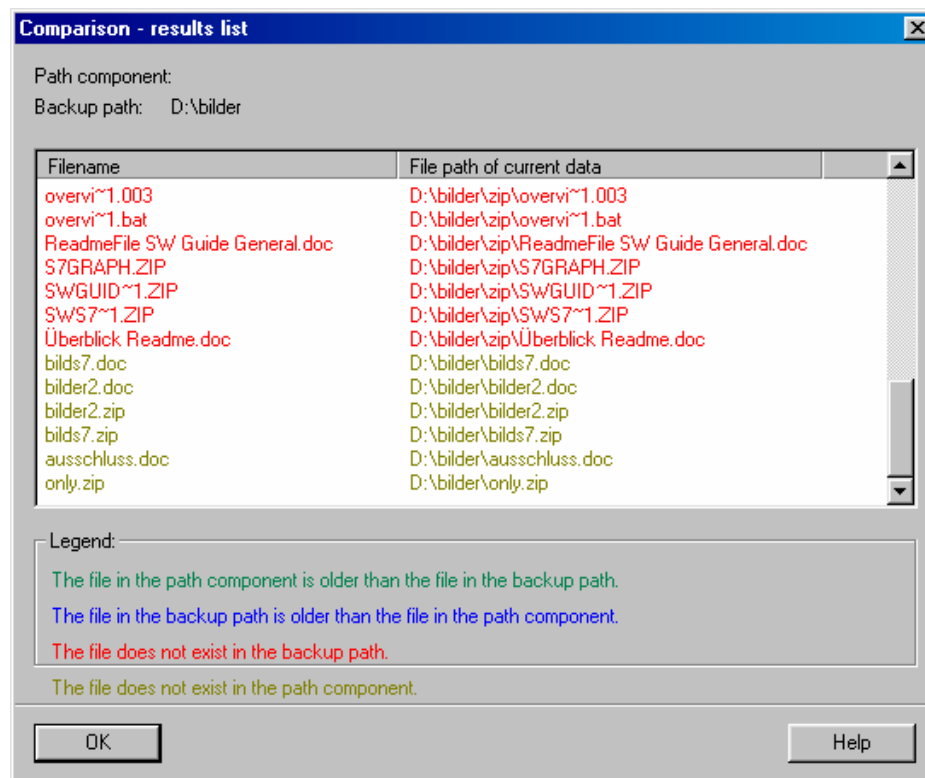 Comparison - results list
Path component:
Backup path: D:\bilder
Filename File path of current data
overvi~1.003 D:\bilder\zip\overvi~1.003
overvi~1.bat D:\bilder\zip\overvi~1.bat
ReadmeFile SW Guide General.doc D:\bilder\zip\ReadmeFile SW Guide General.doc
S7GRAPH.ZIP D:\bilder\zip\S7GRAPH.ZIP
SWGUID~1.ZIP D:\bilder\zip\SWGUID~1.ZIP
SWS7~1.ZIP D:\bilder\zip\SWS7~1.ZIP
Überblick Readme.doc D:\bilder\zip\Überblick Readme.doc
bilds7.doc D:\bilder\bilds7.doc
bilder2.doc D:\bilder\bilder2.doc
bilder2.zip D:\bilder\bilder2.zip
bilds7.zip D:\bilder\bilds7.zip
ausschluss.doc D:\bilder\ausschluss.doc
only.zip D:\bilder\only.zip
Legend:
The file in the path component is older than the file in the backup path.
The file in the backup path is older than the file in the path component.
The file does not exist in the backup path.
The file does not exist in the path component.
OK Help